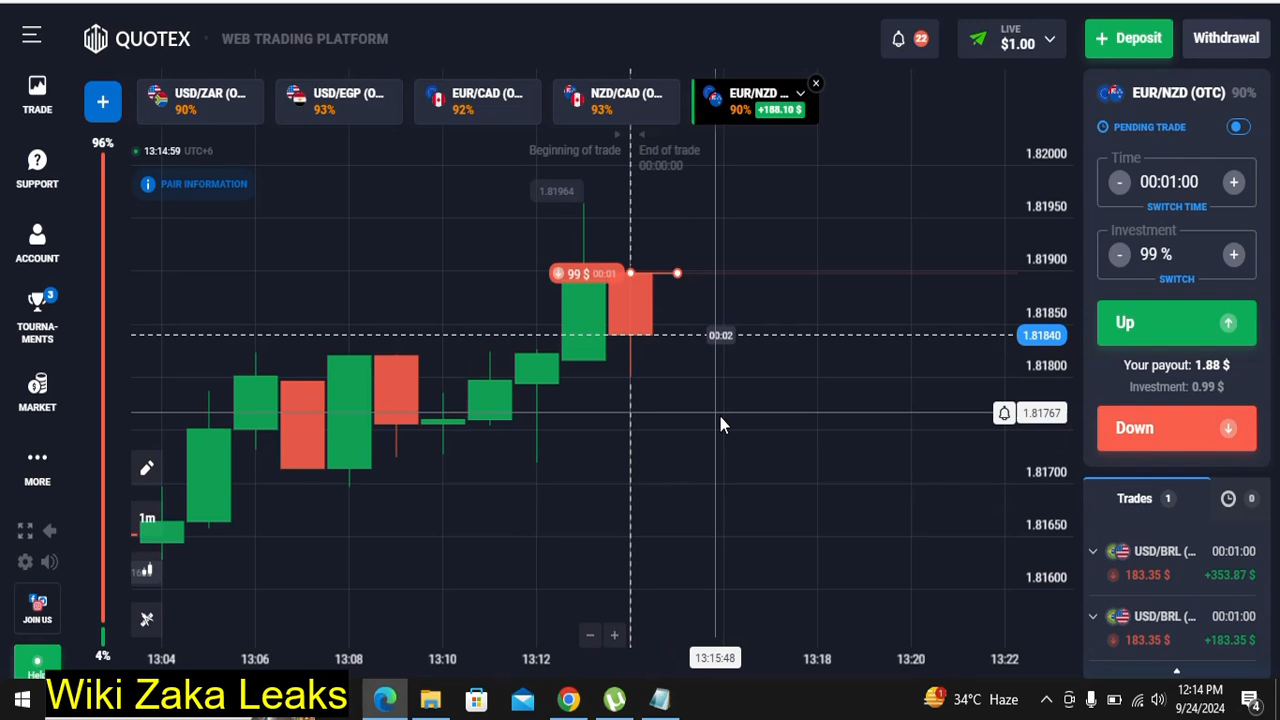 QUOTEX
WEB TRADING PLATFORM
22
LIVE
$1.00
+ Deposit
Withdrawal
TRADE
SUPPORT
ACCOUNT
3
TOURNA-
MENTS
MARKET
MORE
JOIN US
Help
+
USD/ZAR (O...
90%
USD/EGP (O...
93%
EUR/CAD (O...
92%
NZD/CAD (O...
93%
EUR/NZD ...
90% +188.10 $
96%
4%
13:14:59 UTC+6
PAIR INFORMATION
Beginning of trade
End of trade
00:00:00
1.81964
99 $ 00:01
00:02
1m
1.82000
1.81950
1.81900
1.81850
1.81840
1.81800
1.81767
1.81700
1.81650
1.81600
13:04
13:06
13:08
13:10
13:12
13:15:48
13:18
13:20
13:22
EUR/NZD (OTC) 90%
PENDING TRADE
Time
- 00:01:00 +
SWITCH TIME
Investment
- 99 % +
SWITCH
Up
Your payout: 1.88 $
Investment: 0.99 $
Down
Trades 1
0
USD/BRL (... 00:01:00
183.35 $ +353.87 $
USD/BRL (... 00:01:00
183.35 $ +183.35 $
Wiki Zaka Leaks
1
34°C Haze
12:14 PM
9/24/2024
4